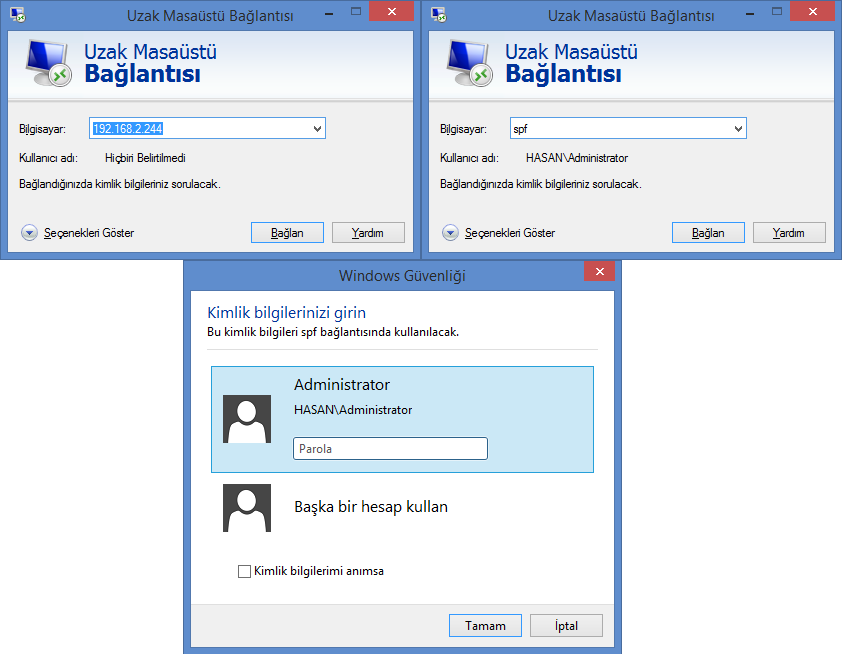 Uzak Masaüstü Bağlantısı
Uzak Masaüstü
Bağlantısı
Bilgisayar: 192.168.2.244
Kullanıcı adı: Hiçbiri Belirtilmedi
Bağlandığınızda kimlik bilgileriniz sorulacak.
Seçenekleri Göster Bağlan Yardım
Uzak Masaüstü Bağlantısı
Uzak Masaüstü
Bağlantısı
Bilgisayar: spf
Kullanıcı adı: HASAN\Administrator
Bağlandığınızda kimlik bilgileriniz sorulacak.
Seçenekleri Göster Bağlan Yardım
Windows Güvenliği
Kimlik bilgilerinizi girin
Bu kimlik bilgileri spf bağlantısında kullanılacak.
Administrator
HASAN\Administrator
Parola
Başka bir hesap kullan
Kimlik bilgilerimi anımsa
Tamam İptal